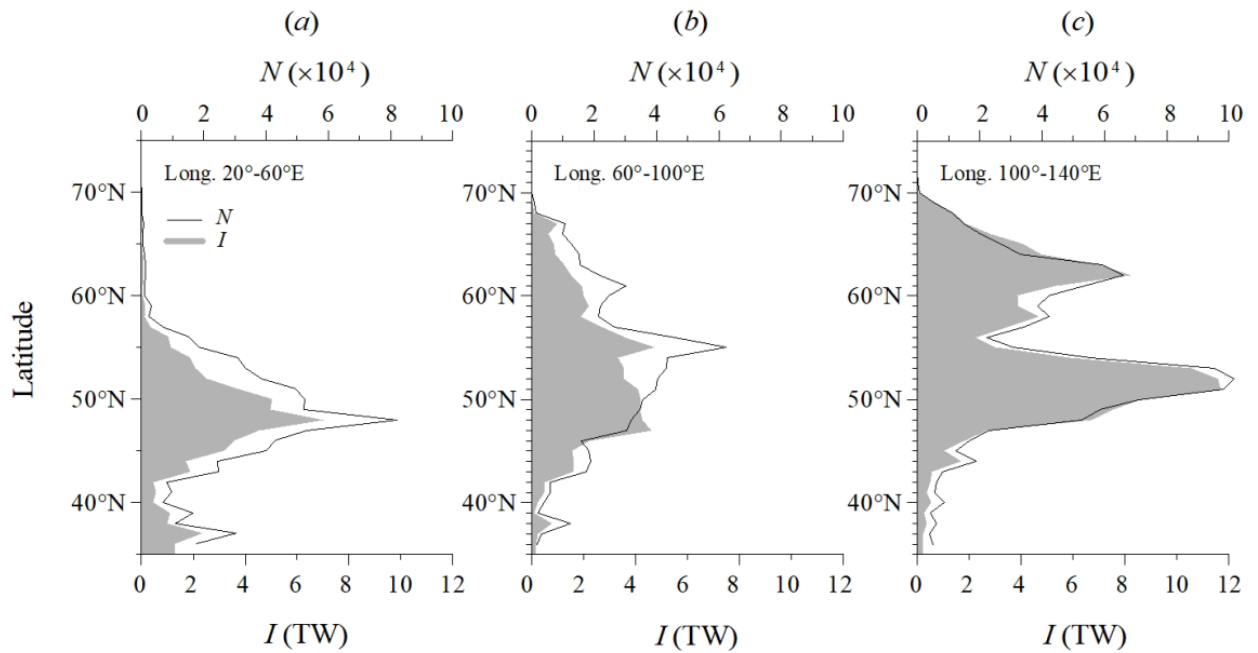 (a) (b) (c)
N (×10⁴) N (×10⁴) N (×10⁴)
0 2 4 6 8 10 0 2 4 6 8 10 0 2 4 6 8 10
Long. 20°-60°E Long. 60°-100°E Long. 100°-140°E
70°N 70°N 70°N
N
I
60°N 60°N 60°N
Latitude
50°N 50°N 50°N
40°N 40°N 40°N
0 2 4 6 8 10 12 0 2 4 6 8 10 12 0 2 4 6 8 10 12
I (TW) I (TW) I (TW)